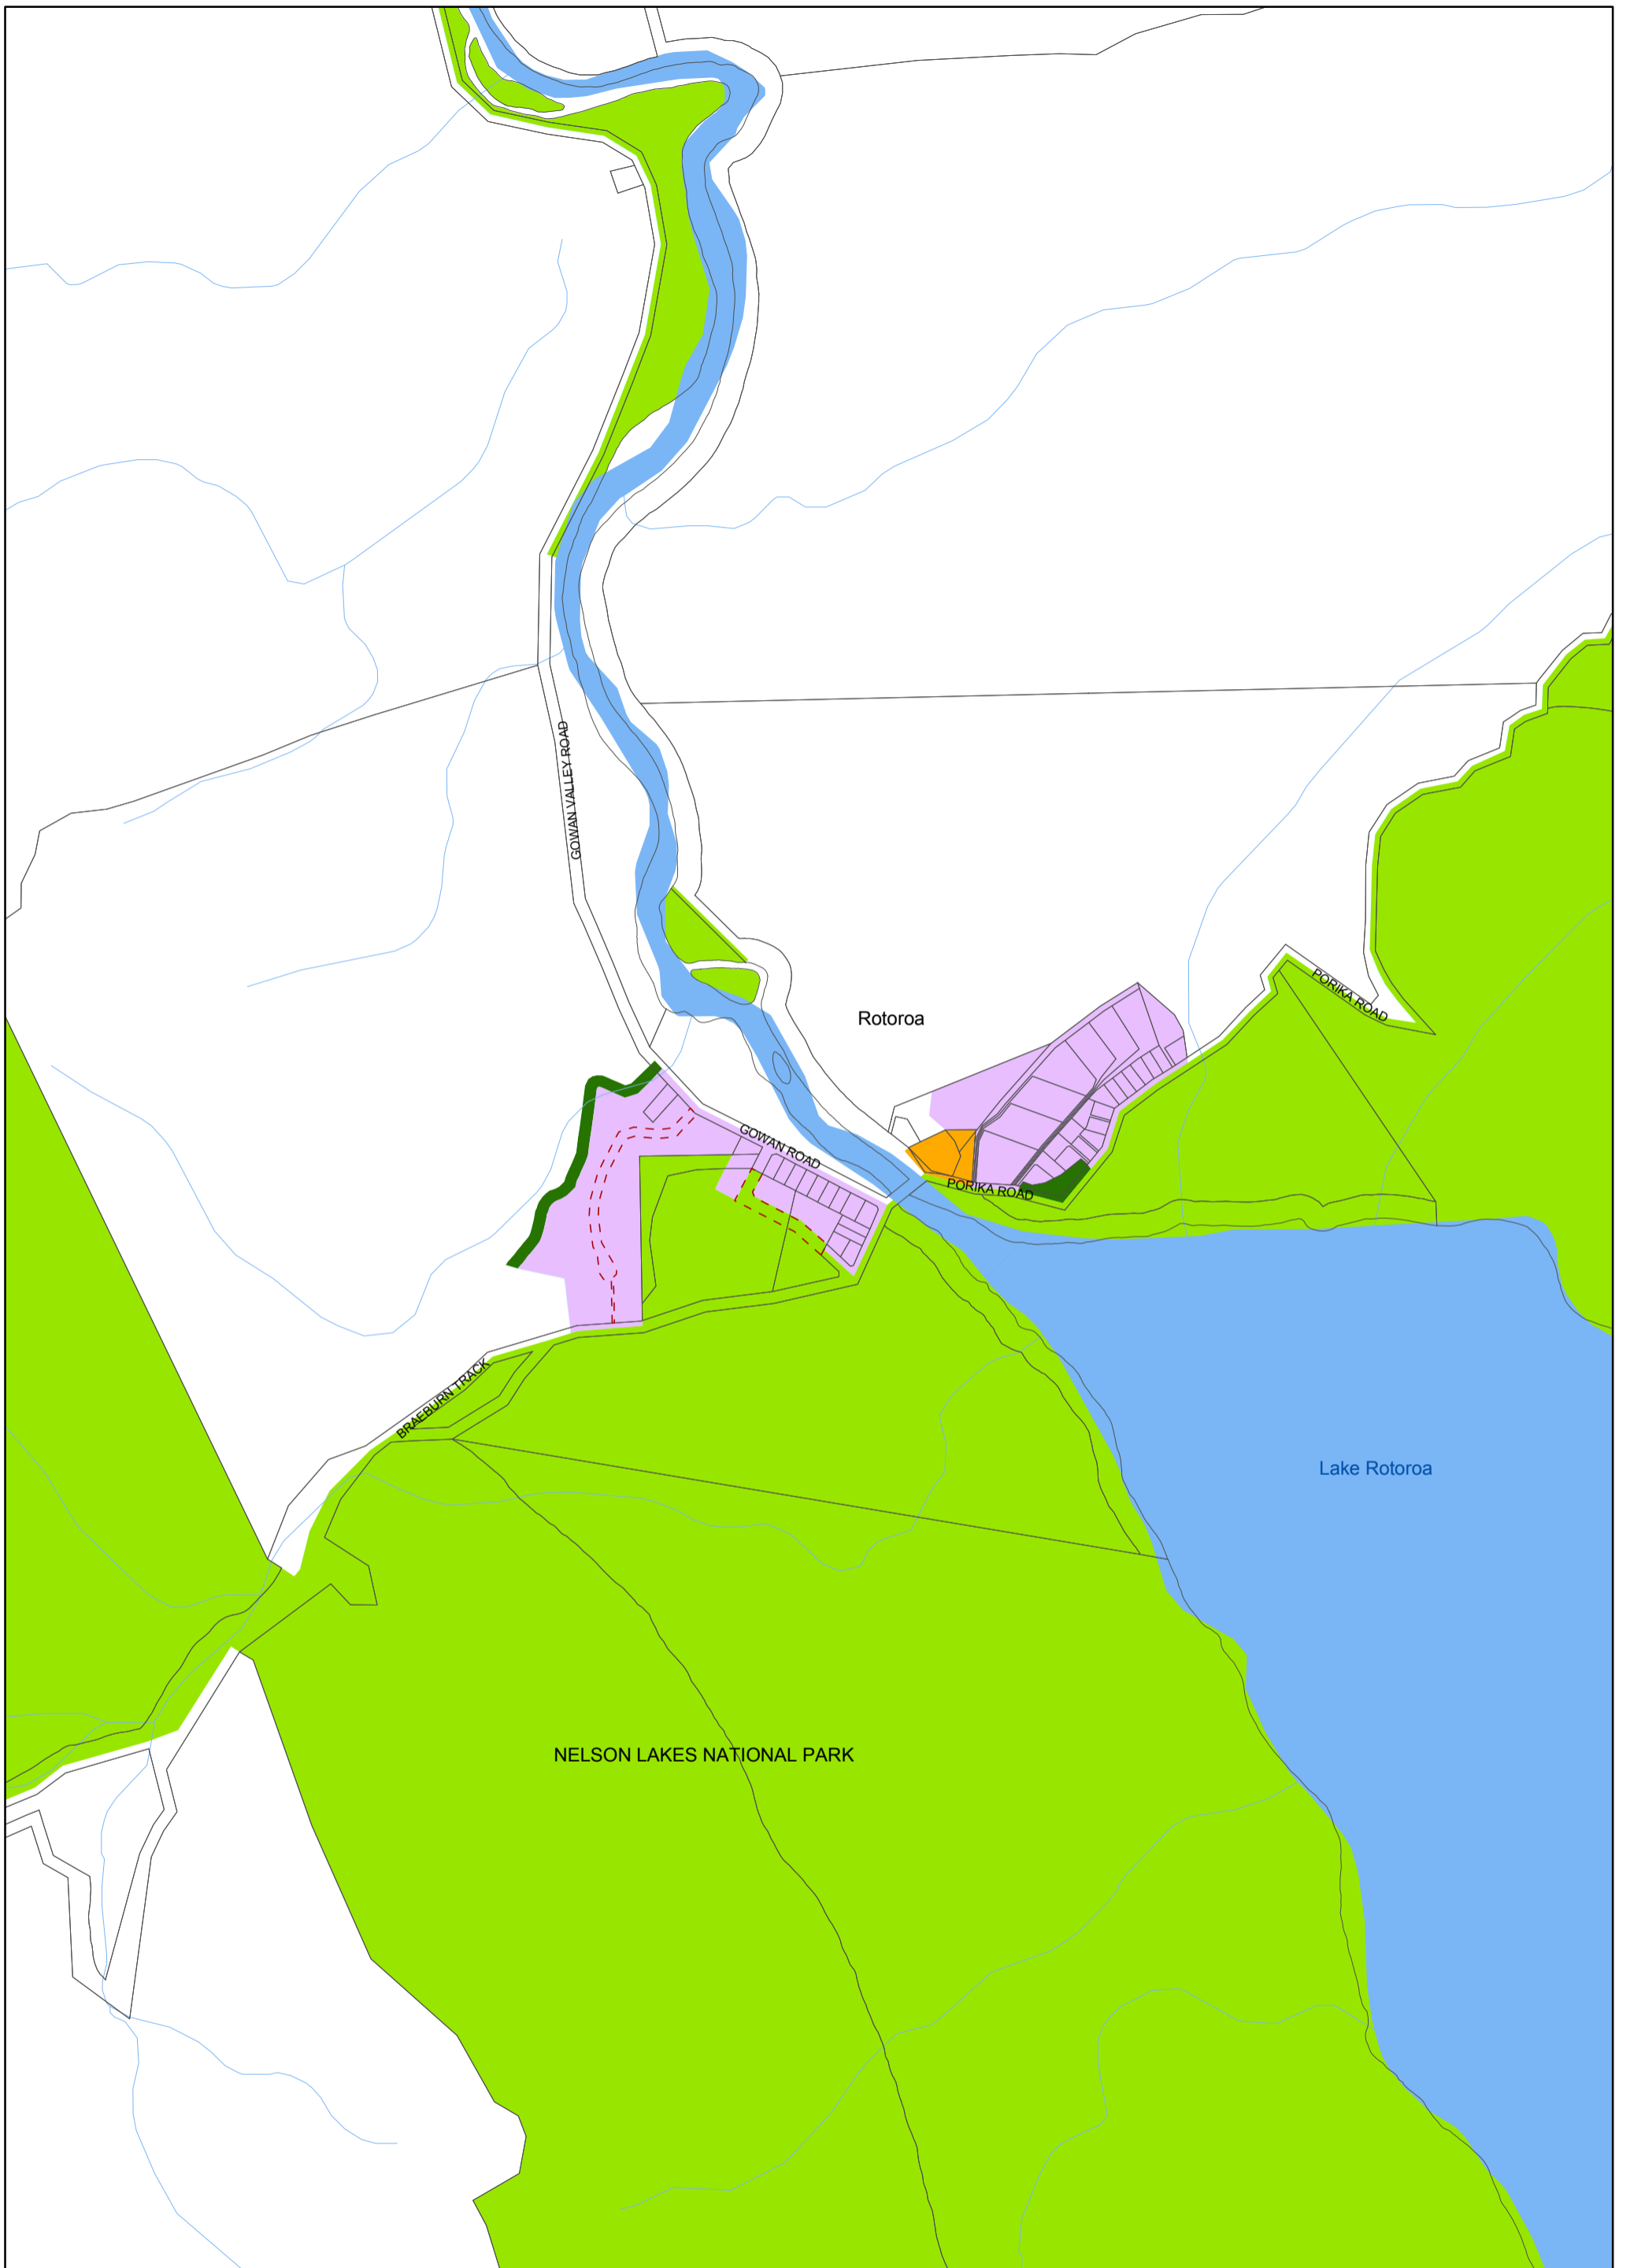 GOWAN VALLEY ROAD
PORIKA ROAD
Rotoroa
GOWAN ROAD
PORIKA ROAD
BRAEBURN TRACK
Lake Rotoroa
NELSON LAKES NATIONAL PARK